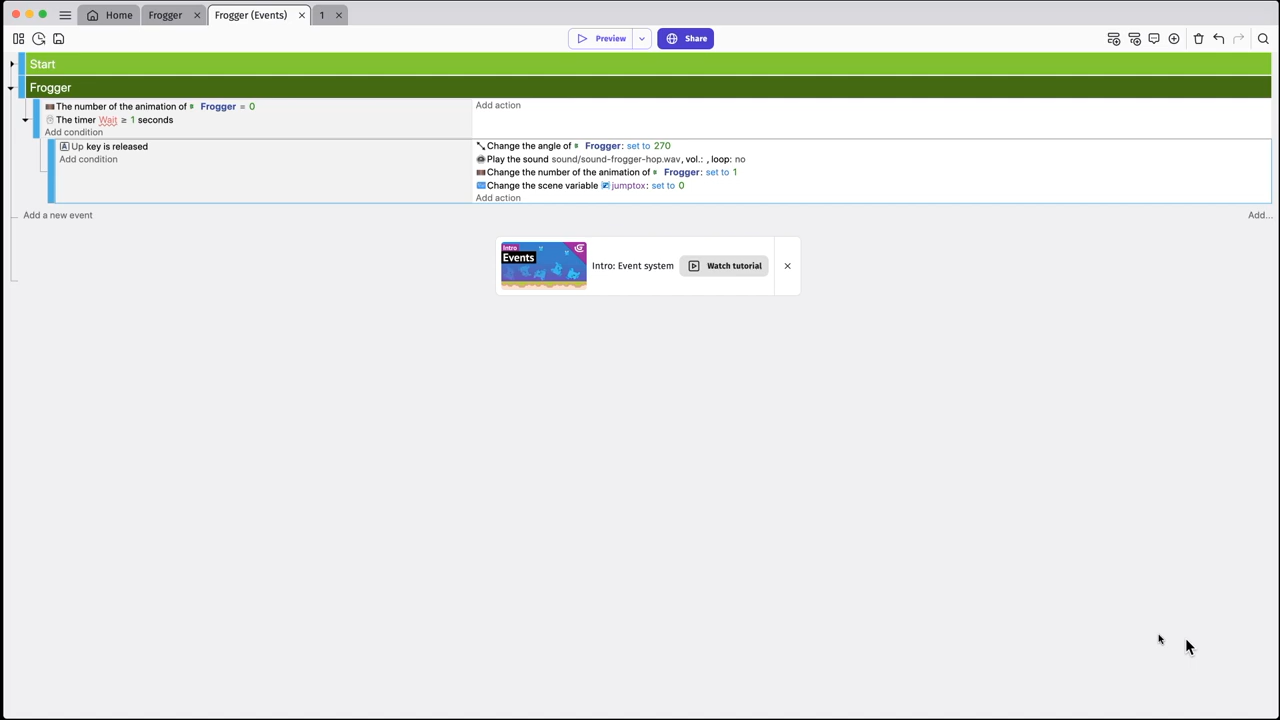 Home
Frogger
Frogger (Events)
1
Preview
Share
Start
Frogger
The number of the animation of Frogger = 0
Add action
The timer Wait ≥ 1 seconds
Add condition
Up key is released
Change the angle of Frogger: set to 270
Add condition
Play the sound sound/sound-frogger-hop.wav, vol.: , loop: no
Change the number of the animation of Frogger: set to 1
Change the scene variable jumptox: set to 0
Add action
Add a new event
Add...
Intro
Events
Intro: Event system
Watch tutorial